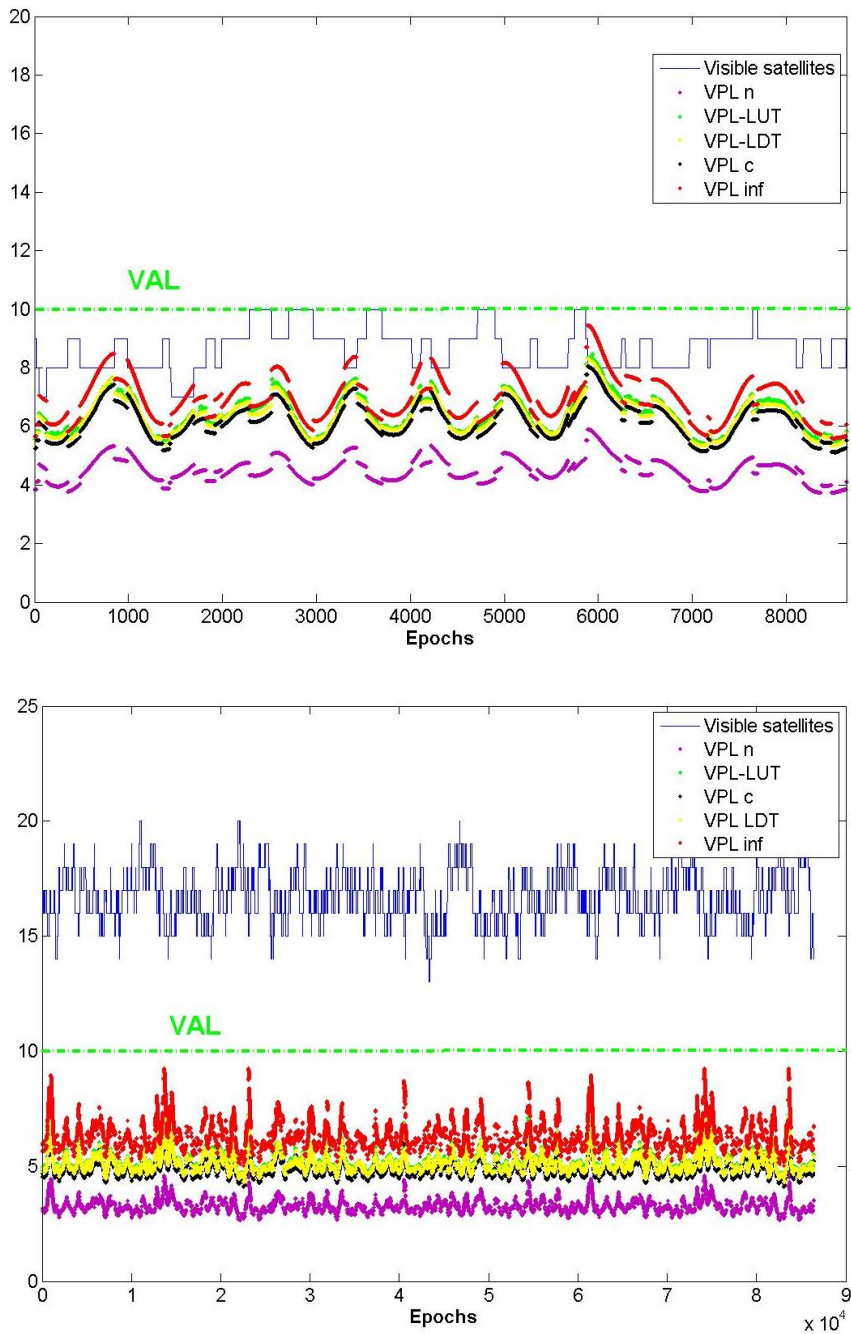 20
18
16
14
12
10
8
6
4
2
0
Visible satellites
VPL n
VPL-LUT
VPL-LDT
VPL c
VPL inf
VAL
0 1000 2000 3000 4000 5000 6000 7000 8000
Epochs
25
20
15
10
5
0
Visible satellites
VPL n
VPL-LUT
VPL c
VPL LDT
VPL inf
VAL
0 1 2 3 4 5 6 7 8 9
Epochs
x 10^4